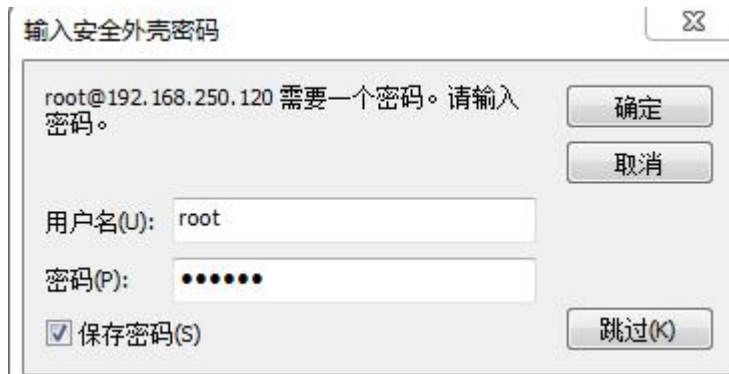 输入安全外壳密码
root@192.168.250.120 需要一个密码。请输入
密码。
确定
取消
用户名(U): root
密码(P): ••••••
保存密码(S)
跳过(K)